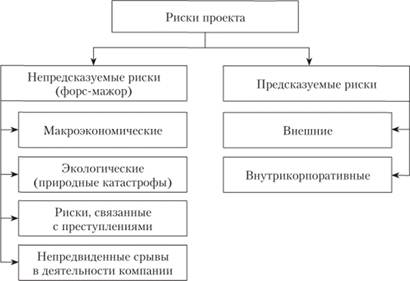 Риски проекта
Непредсказуемые риски
(форс-мажор)
Макроэкономические
Экологические
(природные катастрофы)
Риски, связанные
с преступлениями
Непредвиденные срывы
в деятельности компании
Предсказуемые риски
Внешние
Внутрикорпоративные